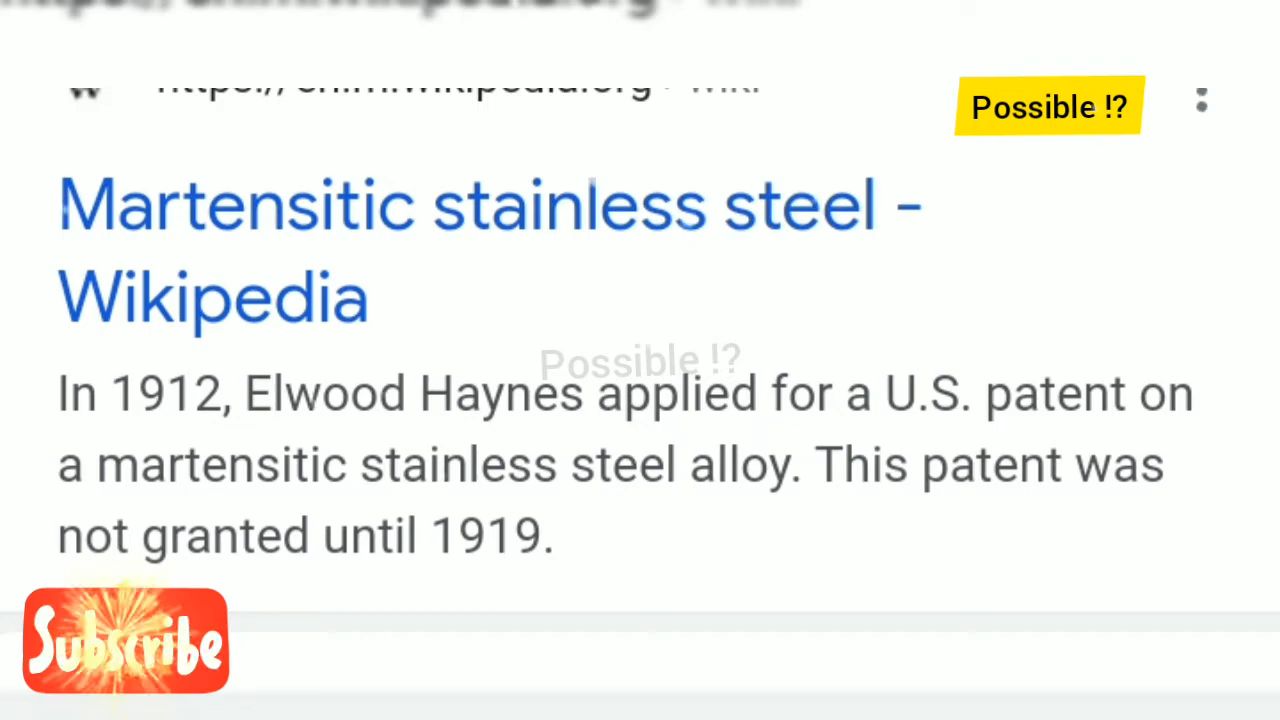 Possible !?
Martensitic stainless steel -
Wikipedia
Possible !?
In 1912, Elwood Haynes applied for a U.S. patent on
a martensitic stainless steel alloy. This patent was
not granted until 1919.
Subscribe